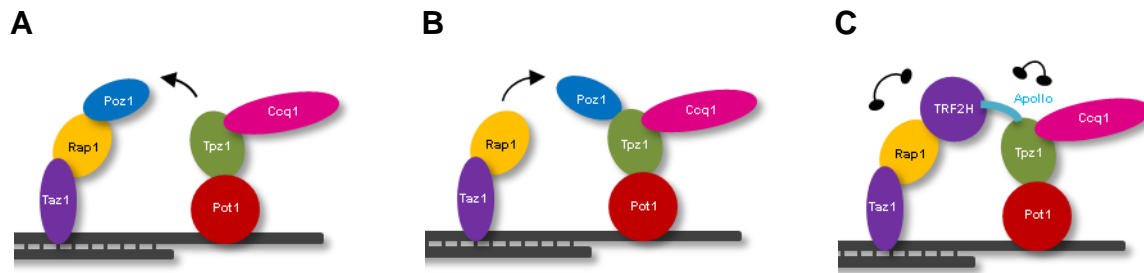 A
Poz1
Rap1
Taz1
Tpz1
Ccq1
Pot1
B
Poz1
Rap1
Taz1
Tpz1
Ccq1
Pot1
C
TRF2H
Apollo
Rap1
Taz1
Tpz1
Ccq1
Pot1